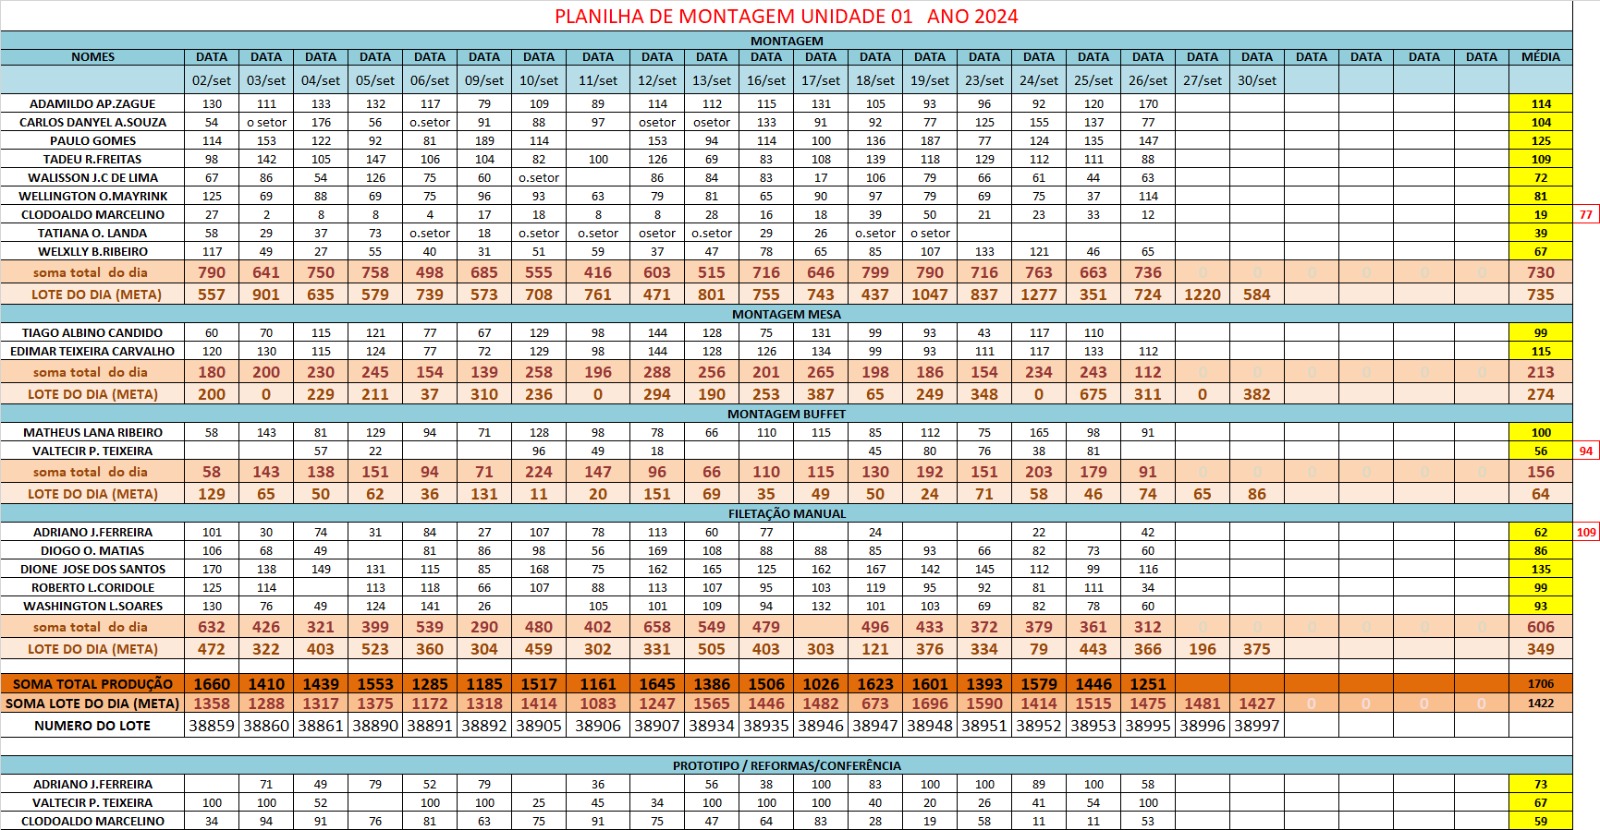 PLANILHA DE MONTAGEM UNIDADE 01 ANO 2024
MONTAGEM
NOMES DATA DATA DATA DATA DATA DATA DATA DATA DATA DATA DATA DATA DATA DATA DATA DATA DATA DATA DATA DATA DATA DATA DATA DATA MÉDIA
02/set 03/set 04/set 05/set 06/set 09/set 10/set 11/set 12/set 13/set 16/set 17/set 18/set 19/set 23/set 24/set 25/set 26/set 27/set 30/set
ADAMILDO AP.ZAGUE 130 111 133 132 117 79 109 89 114 112 115 131 105 93 96 92 120 170 114
CARLOS DANYEL A.SOUZA 54 o setor 176 56 o.setor 91 88 97 osetor osetor 133 91 92 77 125 155 137 77 104
PAULO GOMES 114 153 122 92 81 189 114 153 94 114 100 136 187 77 124 135 147 125
TADEU R.FREITAS 98 142 105 147 106 104 82 100 126 69 83 108 139 118 129 112 111 88 109
WALISSON J.C DE LIMA 67 86 54 126 75 60 o.setor 86 84 83 17 106 79 66 61 44 63 72
WELLINGTON O.MAYRINK 125 69 88 75 75 96 93 63 79 81 65 90 97 79 69 75 37 114 81
CLODOALDO MARCELINO 27 2 8 8 4 17 18 8 8 28 16 18 39 50 21 23 33 12 19 77
TATIANA O. LANDA 58 29 37 73 o.setor 18 o.setor o.setor o.setor o.setor 29 26 o.setor o setor 39
WELXLLY B.RIBEIRO 117 49 27 55 40 31 51 59 37 47 78 65 85 107 133 121 46 65 67
soma total do dia 790 641 750 758 498 685 555 416 603 515 716 646 799 790 716 763 663 736 0 0 0 0 0 0 730
LOTE DO DIA (META) 557 901 635 579 739 573 708 761 471 801 755 743 437 1047 837 1277 351 724 1220 584 735
MONTAGEM MESA
TIAGO ALBINO CANDIDO 60 70 115 121 77 67 129 98 144 128 75 131 99 93 43 117 110 99
EDIMAR TEIXEIRA CARVALHO 120 130 115 124 77 72 129 98 144 128 126 134 99 93 111 117 133 112 115
soma total do dia 180 200 230 245 154 139 258 196 288 256 201 265 198 186 154 234 243 112 0 0 0 0 0 0 213
LOTE DO DIA (META) 200 0 229 211 37 310 236 0 294 190 253 387 65 249 348 0 675 311 0 382 274
MONTAGEM BUFFET
MATHEUS LANA RIBEIRO 58 143 81 129 94 71 128 98 78 66 110 115 85 112 75 165 98 91 100
VALTECIR P. TEIXEIRA 57 22 96 49 18 45 80 76 38 81 56 94
soma total do dia 58 143 138 151 94 71 224 147 96 66 110 115 130 192 151 203 179 91 0 0 0 0 0 0 156
LOTE DO DIA (META) 129 65 50 62 36 131 11 20 151 69 35 49 50 24 71 58 46 74 65 86 64
FILETAÇÃO MANUAL
ADRIANO J.FERREIRA 101 30 74 31 84 27 107 78 113 60 77 24 22 42 62 109
DIOGO O. MATIAS 106 68 49 81 86 98 56 169 108 88 88 85 93 66 82 73 60 86
DIONE JOSE DOS SANTOS 170 138 149 131 115 85 168 75 162 165 125 162 167 142 145 112 99 116 135
ROBERTO L.CORIDOLE 125 114 113 118 66 107 88 113 107 95 103 119 95 92 81 111 34 99
WASHINGTON L.SOARES 130 76 49 124 141 26 105 101 109 94 132 101 103 69 82 78 60 93
soma total do dia 632 426 321 399 539 290 480 402 658 549 479 496 433 372 379 361 312 0 0 0 0 0 0 606
LOTE DO DIA (META) 472 322 403 523 360 304 459 302 331 505 403 303 121 376 334 79 443 366 196 375 349
SOMA TOTAL PRODUÇÃO 1660 1410 1439 1553 1285 1185 1517 1161 1645 1386 1506 1026 1623 1601 1393 1579 1446 1251 1706
SOMA LOTE DO DIA (META) 1358 1288 1317 1375 1172 1318 1414 1083 1247 1565 1446 1482 673 1696 1590 1414 1515 1475 1481 1427 0 0 0 0 1422
NUMERO DO LOTE 38859 38860 38861 38890 38891 38892 38905 38906 38907 38934 38935 38946 38947 38948 38951 38952 38953 38995 38996 38997
PROTOTIPO / REFORMAS/CONFERÊNCIA
ADRIANO J.FERREIRA 71 49 79 52 79 36 56 38 100 83 100 100 89 100 58 73
VALTECIR P. TEIXEIRA 100 100 52 100 100 25 45 34 100 100 100 40 20 26 41 54 100 67
CLODOALDO MARCELINO 34 94 91 76 81 63 75 91 75 47 64 83 28 19 58 11 11 53 59